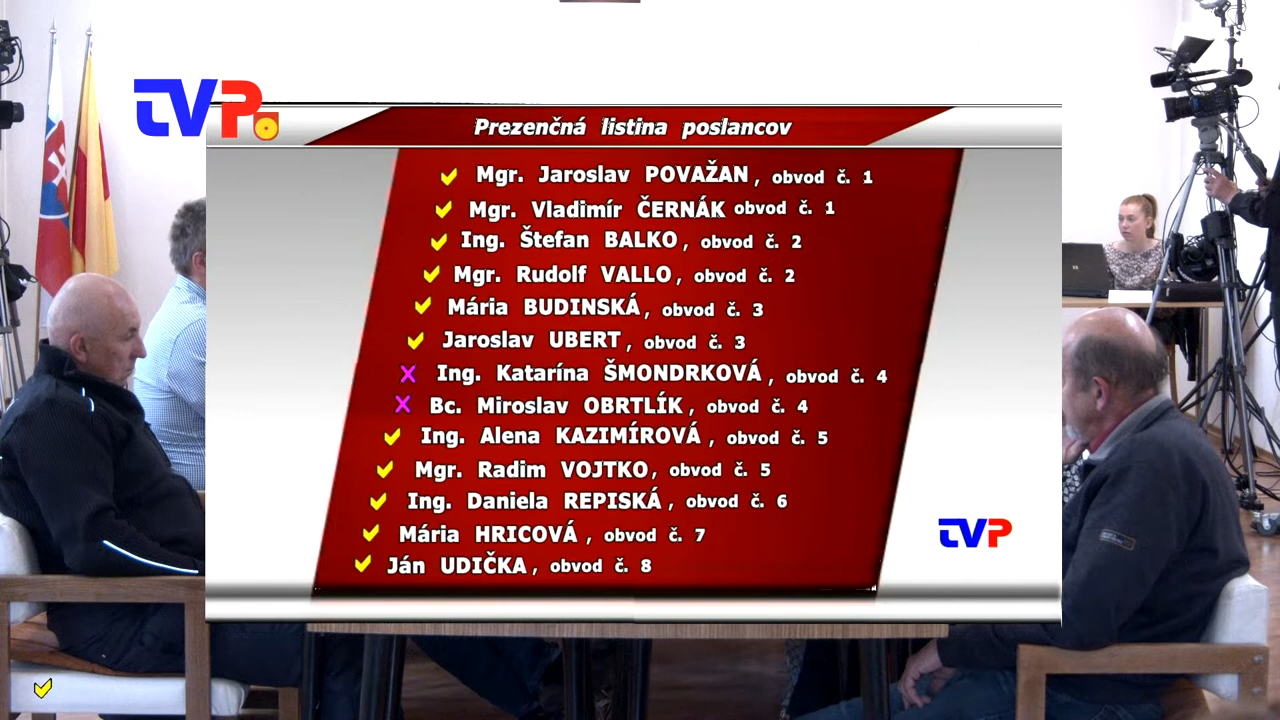 TVP
Prezenčná listina poslancov
Mgr. Jaroslav POVAŽAN, obvod č. 1
Mgr. Vladimír ČERNÁK obvod č. 1
Ing. Štefan BALKO, obvod č. 2
Mgr. Rudolf VALLO, obvod č. 2
Mária BUDINSKÁ, obvod č. 3
Jaroslav UBERT, obvod č. 3
Ing. Katarína ŠMONDRKOVÁ, obvod č. 4
Bc. Miroslav OBRTLÍK, obvod č. 4
Ing. Alena KAZIMÍROVÁ, obvod č. 5
Mgr. Radim VOJTKO, obvod č. 5
Ing. Daniela REPISKÁ, obvod č. 6
Mária HRICOVÁ, obvod č. 7
Ján UDIČKA, obvod č. 8
TVP